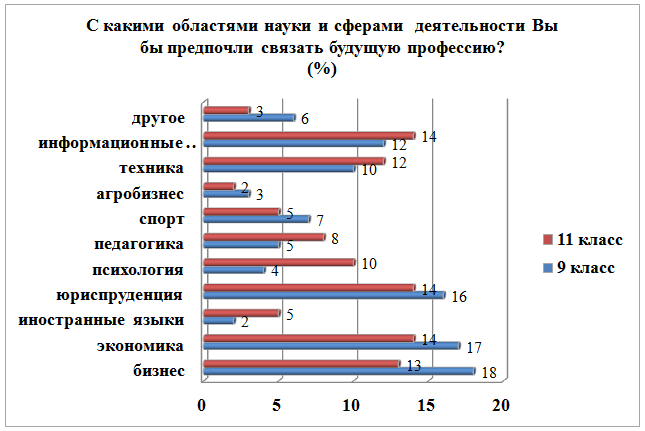 С какими областями науки и сферами деятельности Вы
бы предпочли связать будущую профессию?
(%)
другое 3 6
информационные .. 14 12
техника 12 10
агробизнес 2 3
спорт 5 7
педагогика 8 5
психология 10 4
юриспруденция 14 16
иностранные языки 5 2
экономика 14 17
бизнес 13 18
0 5 10 15 20
11 класс
9 класс